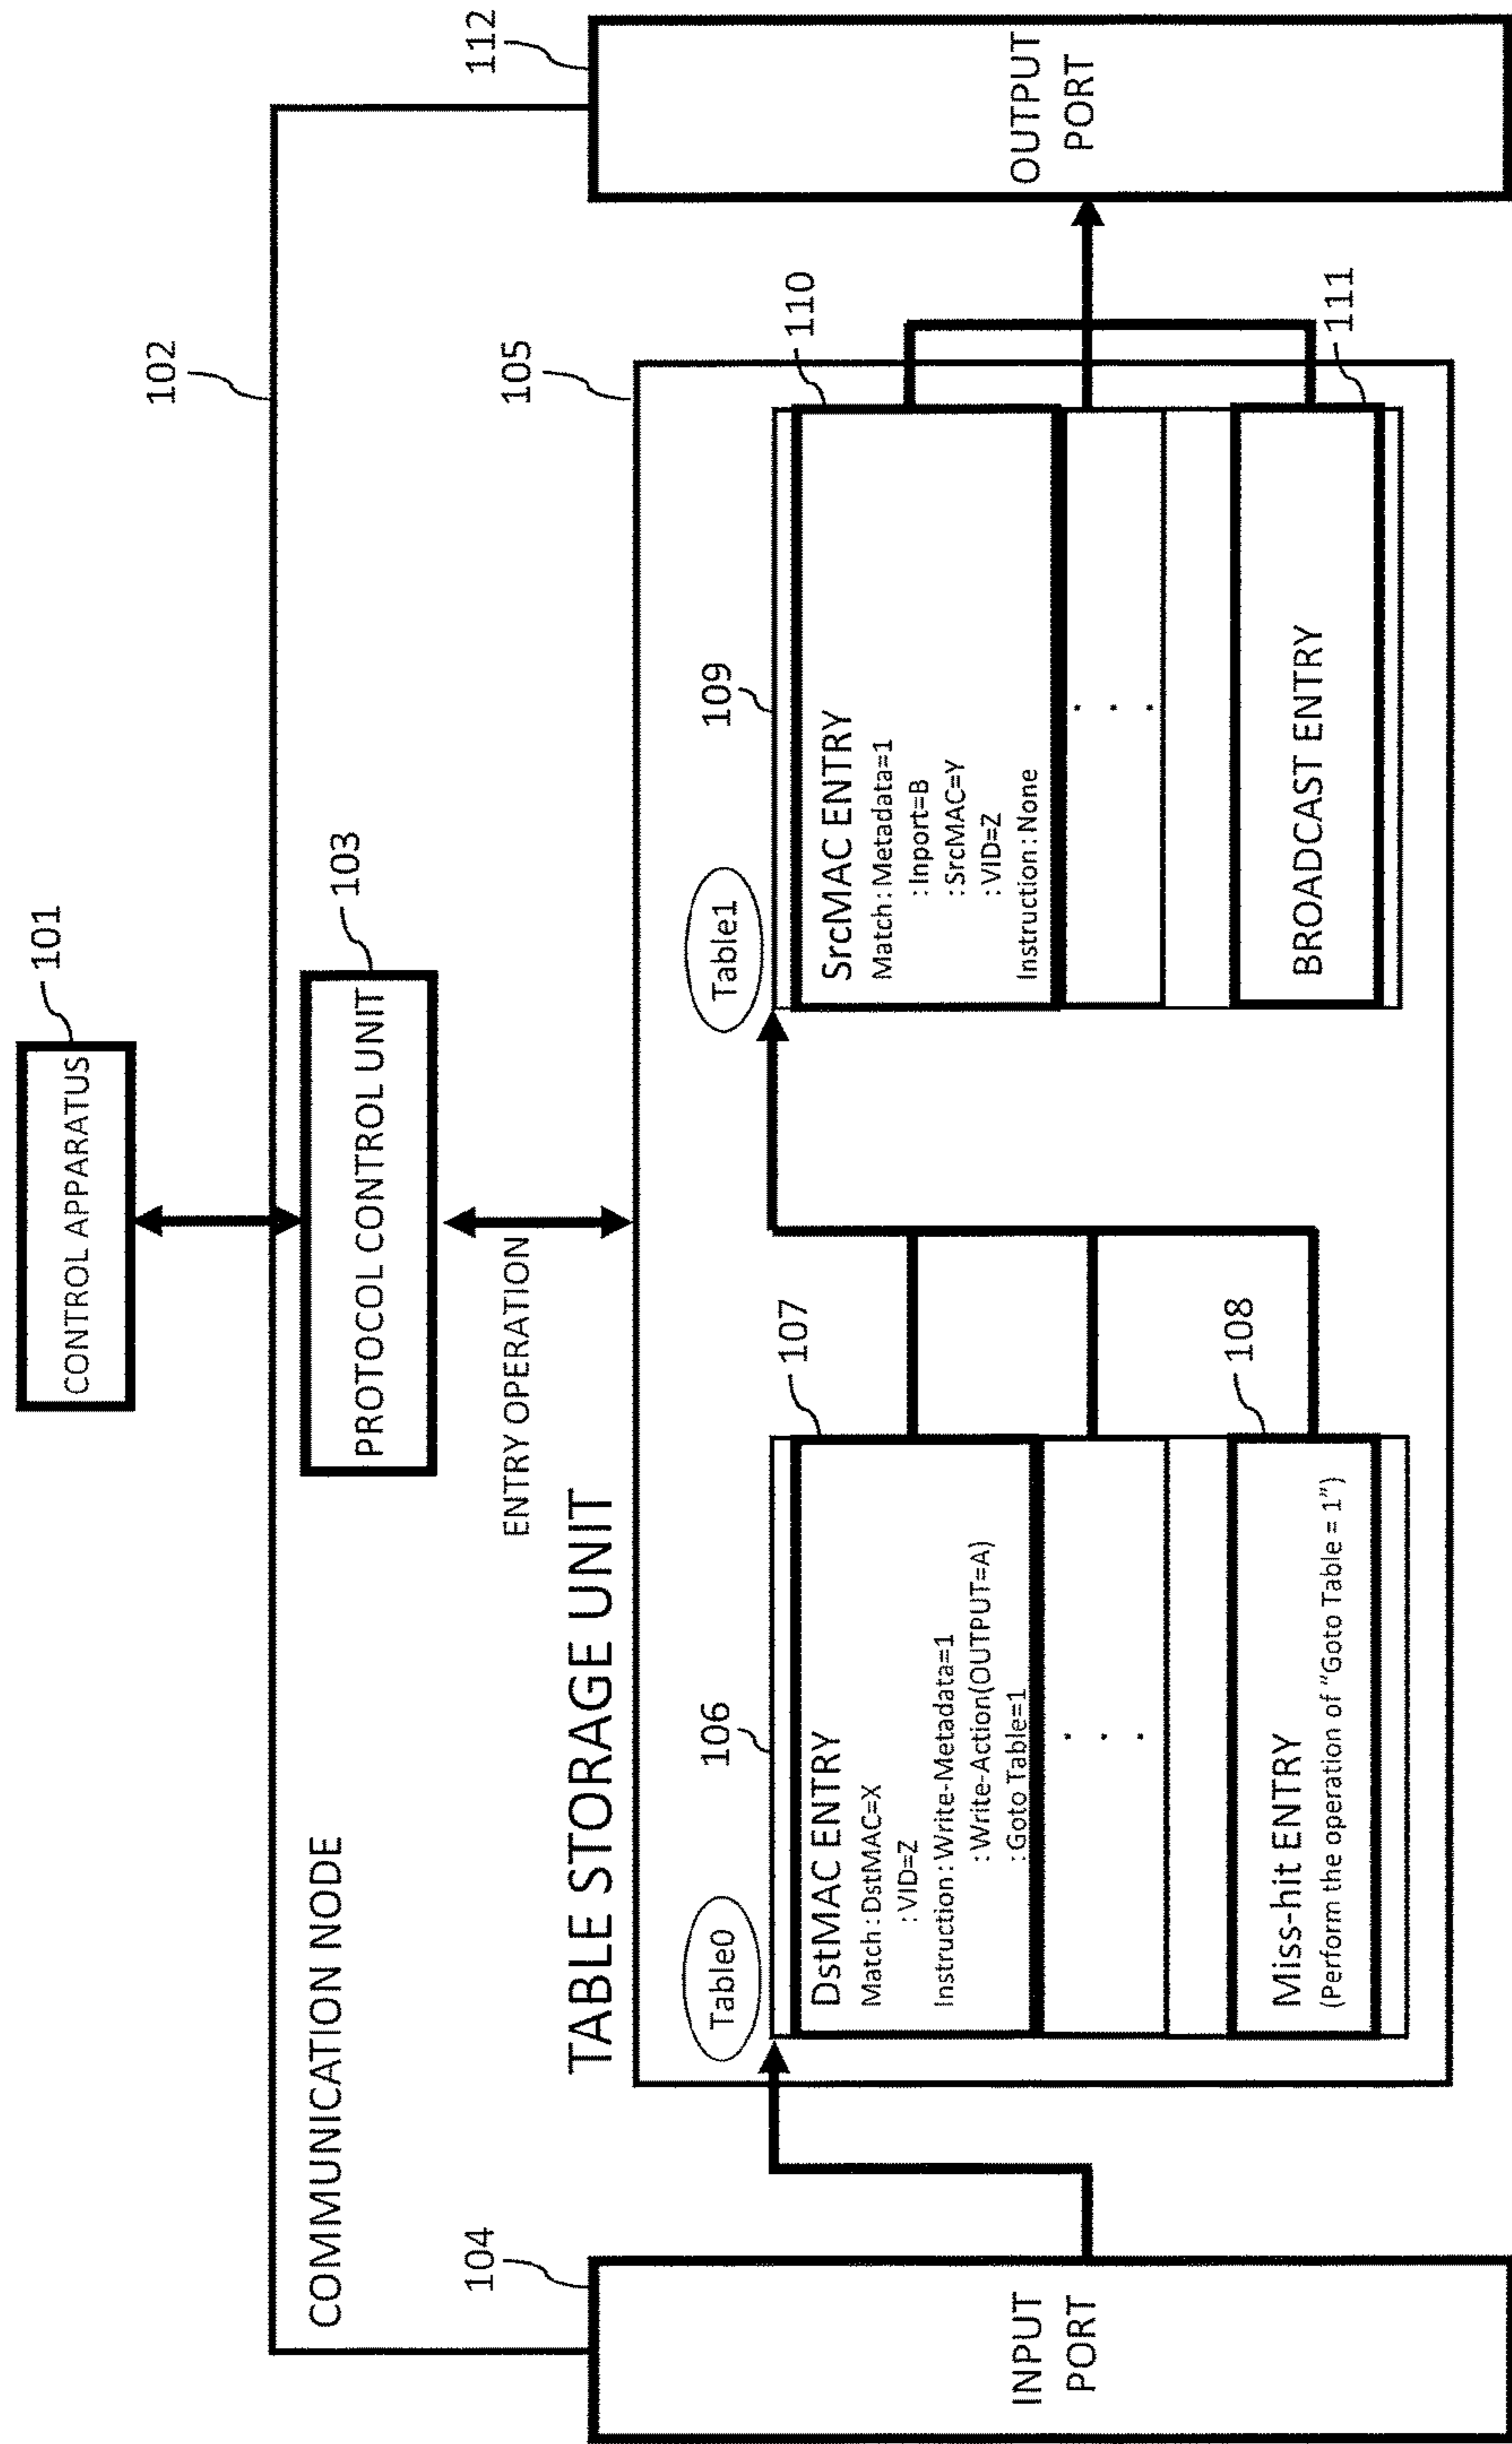 101
CONTROL APPARATUS
102
COMMUNICATION NODE
103
PROTOCOL CONTROL UNIT
ENTRY OPERATION
104
INPUT
PORT
105
TABLE STORAGE UNIT
Table0
106
107
DstMAC ENTRY
Match : DstMAC=X
: VID=Z
Instruction : Write-Metadata=1
: Write-Action(OUTPUT=A)
: Goto Table=1
. . .
108
Miss-hit ENTRY
(Perform the operation of “Goto Table = 1”)
Table1
109
110
SrcMAC ENTRY
Match : Metadata=1
: Inport=B
: SrcMAC=Y
: VID=Z
Instruction : None
. . .
111
BROADCAST ENTRY
112
OUTPUT
PORT